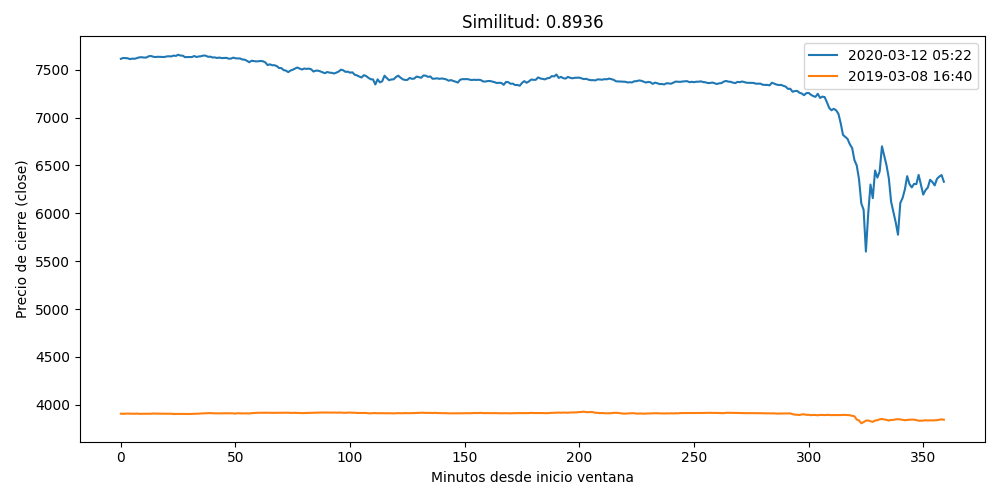 Similitud: 0.8936
2020-03-12 05:22
2019-03-08 16:40
Precio de cierre (close)
7500
7000
6500
6000
5500
5000
4500
4000
0 50 100 150 200 250 300 350
Minutos desde inicio ventana